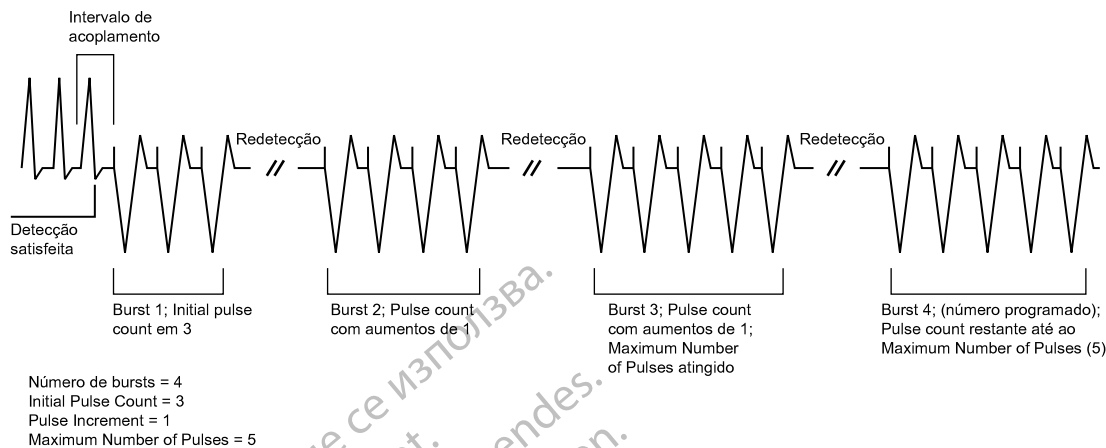 Intervalo de
acoplamento
Redetecção
Redetecção
Redetecção
Detecção
satisfeita
Burst 1; Initial pulse
count em 3
Burst 2; Pulse count
com aumentos de 1
Burst 3; Pulse count
com aumentos de 1;
Maximum Number
of Pulses atingido
Burst 4; (número programado);
Pulse count restante até ao
Maximum Number of Pulses (5)
Número de bursts = 4
Initial Pulse Count = 3
Pulse Increment = 1
Maximum Number of Pulses = 5
се използва.